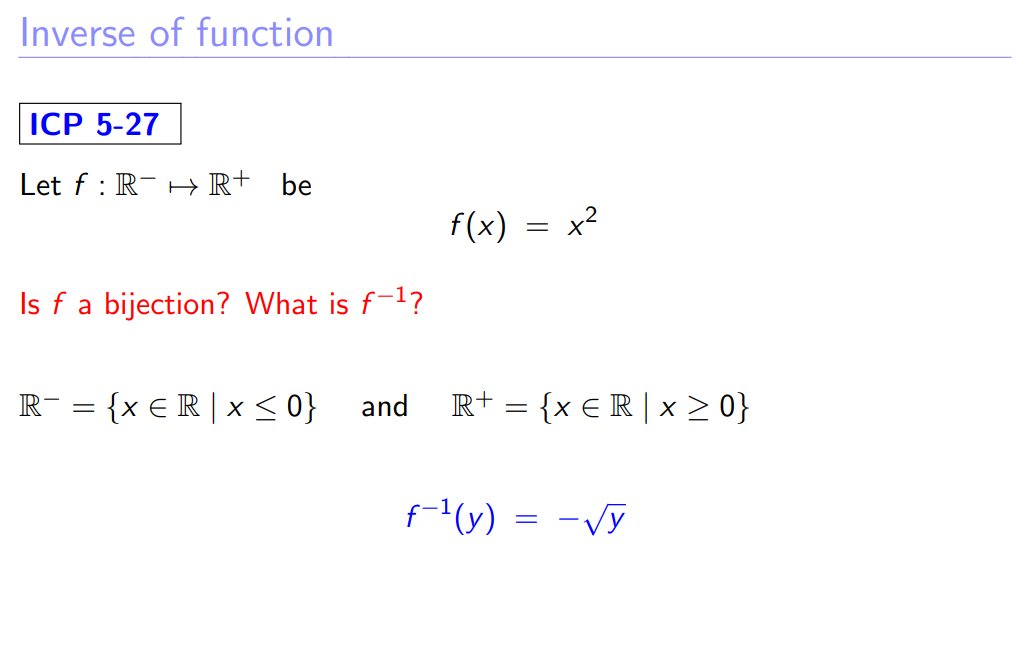 Inverse of function
ICP 5-27
Let f : ℝ⁻ ↦ ℝ⁺ be
f(x) = x²
Is f a bijection? What is f⁻¹?
ℝ⁻ = {x ∈ ℝ | x ≤ 0} and ℝ⁺ = {x ∈ ℝ | x ≥ 0}
f⁻¹(y) = −√y